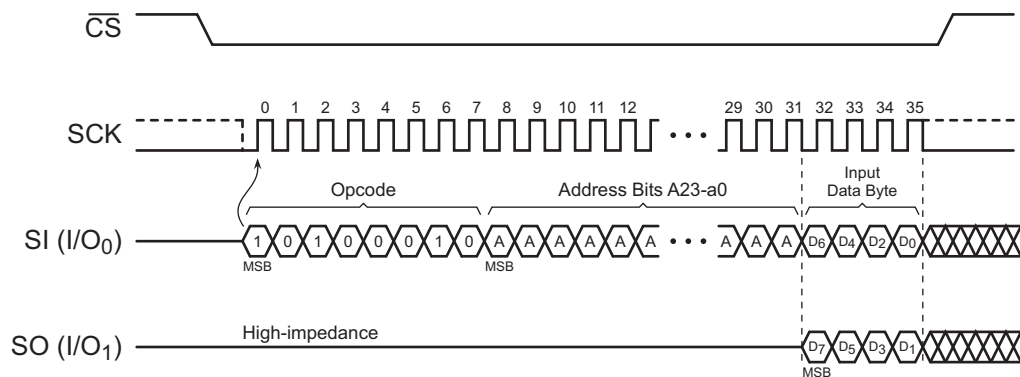 CS
0 1 2 3 4 5 6 7 8 9 10 11 12 29 30 31 32 33 34 35
SCK
Opcode
Address Bits A23-a0
Input
Data Byte
SI (I/O0)
1 0 1 0 0 0 1 0 A A A A A A A A A D6 D4 D2 D0
MSB MSB
High-impedance
SO (I/O1)
D7 D5 D3 D1
MSB